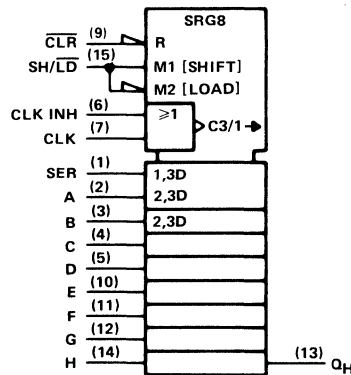 SRG8
CLR (9) R
SH/LD (15) M1 [SHIFT]
M2 [LOAD]
CLK INH (6) ≥1
CLK (7) C3/1
SER (1) 1,3D
A (2) 2,3D
B (3) 2,3D
C (4)
D (5)
E (10)
F (11)
G (12)
H (14) (13) QH